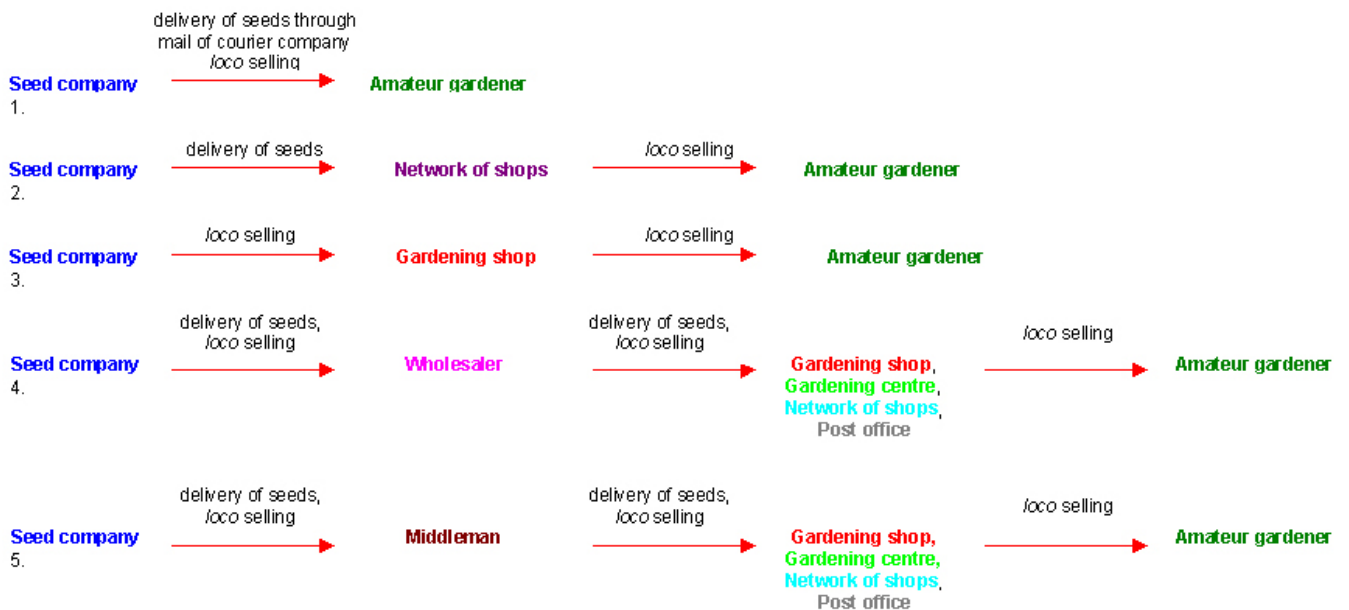 delivery of seeds through
mail of courier company
loco selling
Seed company
Amateur gardener
1.
delivery of seeds
loco selling
Seed company
Network of shops
Amateur gardener
2.
loco selling
loco selling
Seed company
Gardening shop
Amateur gardener
3.
delivery of seeds,
loco selling
delivery of seeds,
loco selling
loco selling
Seed company
Wholesaler
Gardening shop,
Gardening centre,
Network of shops,
Post office
Amateur gardener
4.
delivery of seeds,
loco selling
delivery of seeds,
loco selling
loco selling
Seed company
Middleman
Gardening shop,
Gardening centre,
Network of shops,
Post office
Amateur gardener
5.